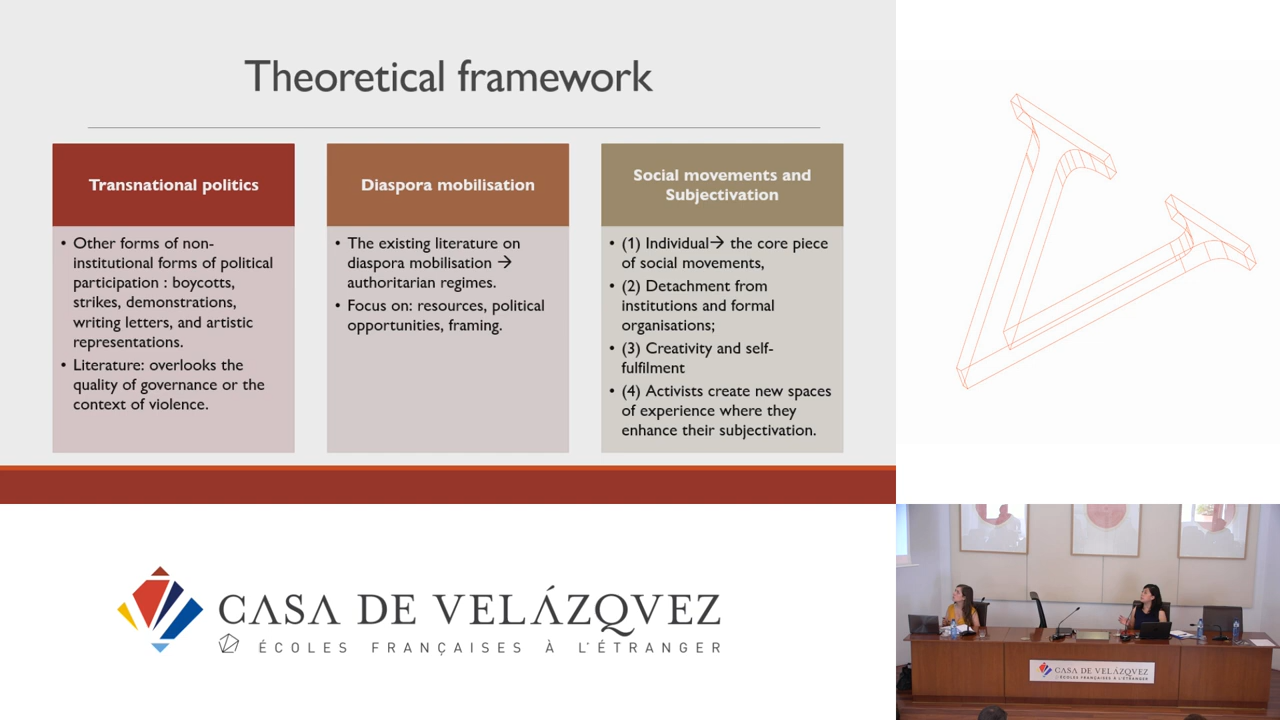 Theoretical framework
Transnational politics
• Other forms of non-
institutional forms of political
participation : boycotts,
strikes, demonstrations,
writing letters, and artistic
representations.
• Literature: overlooks the
quality of governance or the
context of violence.
Diaspora mobilisation
• The existing literature on
diaspora mobilisation →
authoritarian regimes.
• Focus on: resources, political
opportunities, framing.
Social movements and
Subjectivation
• (1) Individual→ the core piece
of social movements,
• (2) Detachment from
institutions and formal
organisations;
• (3) Creativity and self-
fulfilment
• (4) Activists create new spaces
of experience where they
enhance their subjectivation.
CASA DE VELÁZQVEZ
ÉCOLES FRANÇAISES À L'ÉTRANGER
CASA DE VELÁZQVEZ
ÉCOLES FRANÇAISES À L'ÉTRANGER